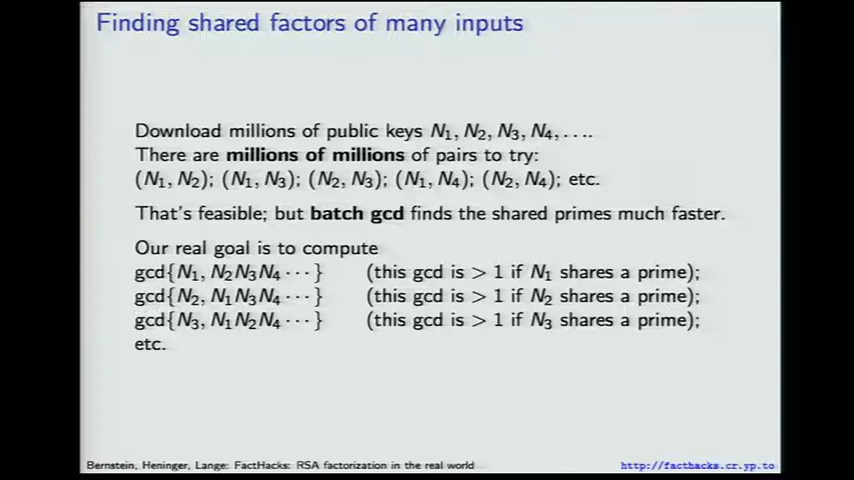 Finding shared factors of many inputs
Download millions of public keys N₁, N₂, N₃, N₄, . . . .
There are millions of millions of pairs to try:
(N₁, N₂); (N₁, N₃); (N₂, N₃); (N₁, N₄); (N₂, N₄); etc.
That's feasible; but batch gcd finds the shared primes much faster.
Our real goal is to compute
gcd{N₁, N₂N₃N₄ · · · } (this gcd is > 1 if N₁ shares a prime);
gcd{N₂, N₁N₃N₄ · · · } (this gcd is > 1 if N₂ shares a prime);
gcd{N₃, N₁N₂N₄ · · · } (this gcd is > 1 if N₃ shares a prime);
etc.
Bernstein, Heninger, Lange: FactHacks: RSA factorization in the real world http://facthacks.cr.yp.to